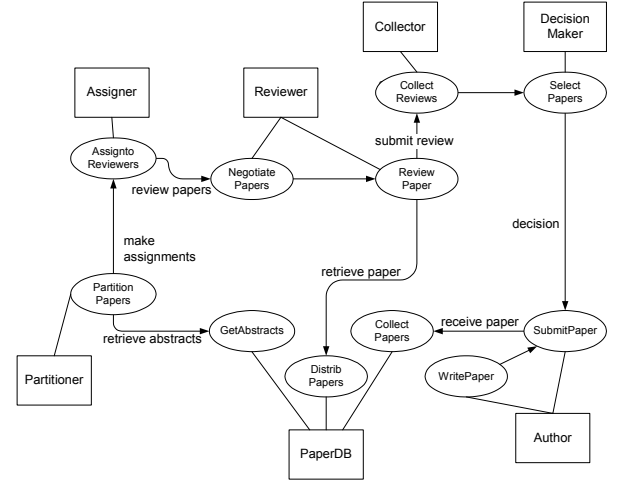 Collector
Decision
Maker
Assigner
Reviewer
Collect
Reviews
Select
Papers
submit review
Assignto
Reviewers
review papers
Negotiate
Papers
Review
Paper
decision
make
assignments
retrieve paper
Partition
Papers
retrieve abstracts
GetAbstracts
Collect
Papers
receive paper
SubmitPaper
Distrib
Papers
WritePaper
Partitioner
PaperDB
Author